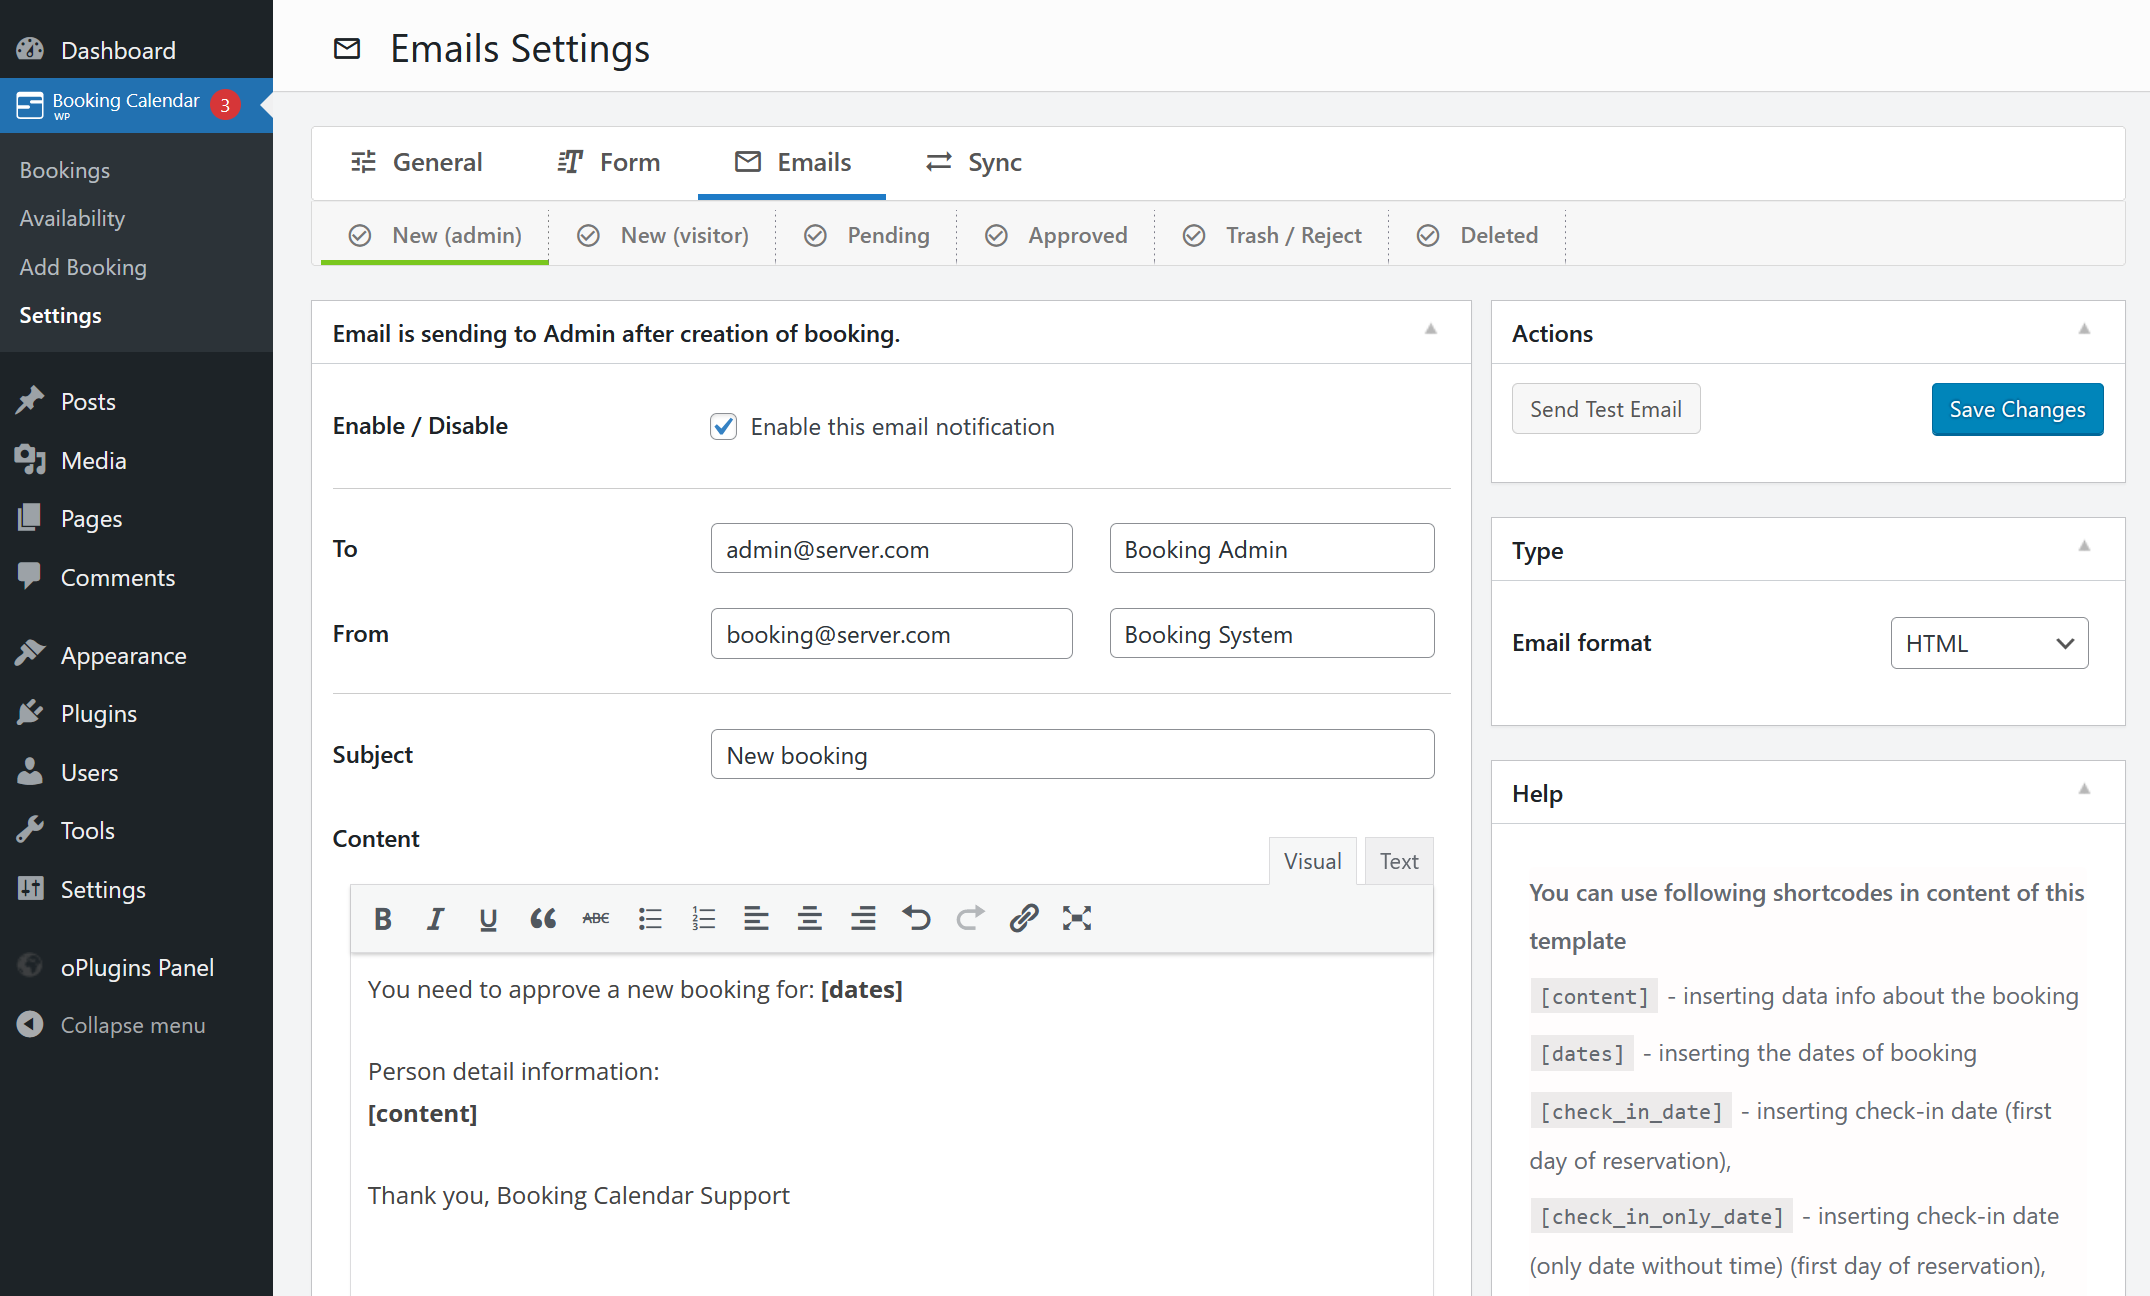 Dashboard
Booking Calendar 3
WP
Bookings
Availability
Add Booking
Settings
Posts
Media
Pages
Comments
Appearance
Plugins
Users
Tools
Settings
oPlugins Panel
Collapse menu
Emails Settings
General Form Emails Sync
New (admin) New (visitor) Pending Approved Trash / Reject Deleted
Email is sending to Admin after creation of booking.
Enable / Disable Enable this email notification
To admin@server.com Booking Admin
From booking@server.com Booking System
Subject New booking
Content
Visual Text
B I U ABC
You need to approve a new booking for: [dates]
Person detail information:
[content]
Thank you, Booking Calendar Support
Actions
Send Test Email Save Changes
Type
Email format HTML
Help
You can use following shortcodes in content of this
template
[content] - inserting data info about the booking
[dates] - inserting the dates of booking
[check_in_date] - inserting check-in date (first
day of reservation),
[check_in_only_date] - inserting check-in date
(only date without time) (first day of reservation),